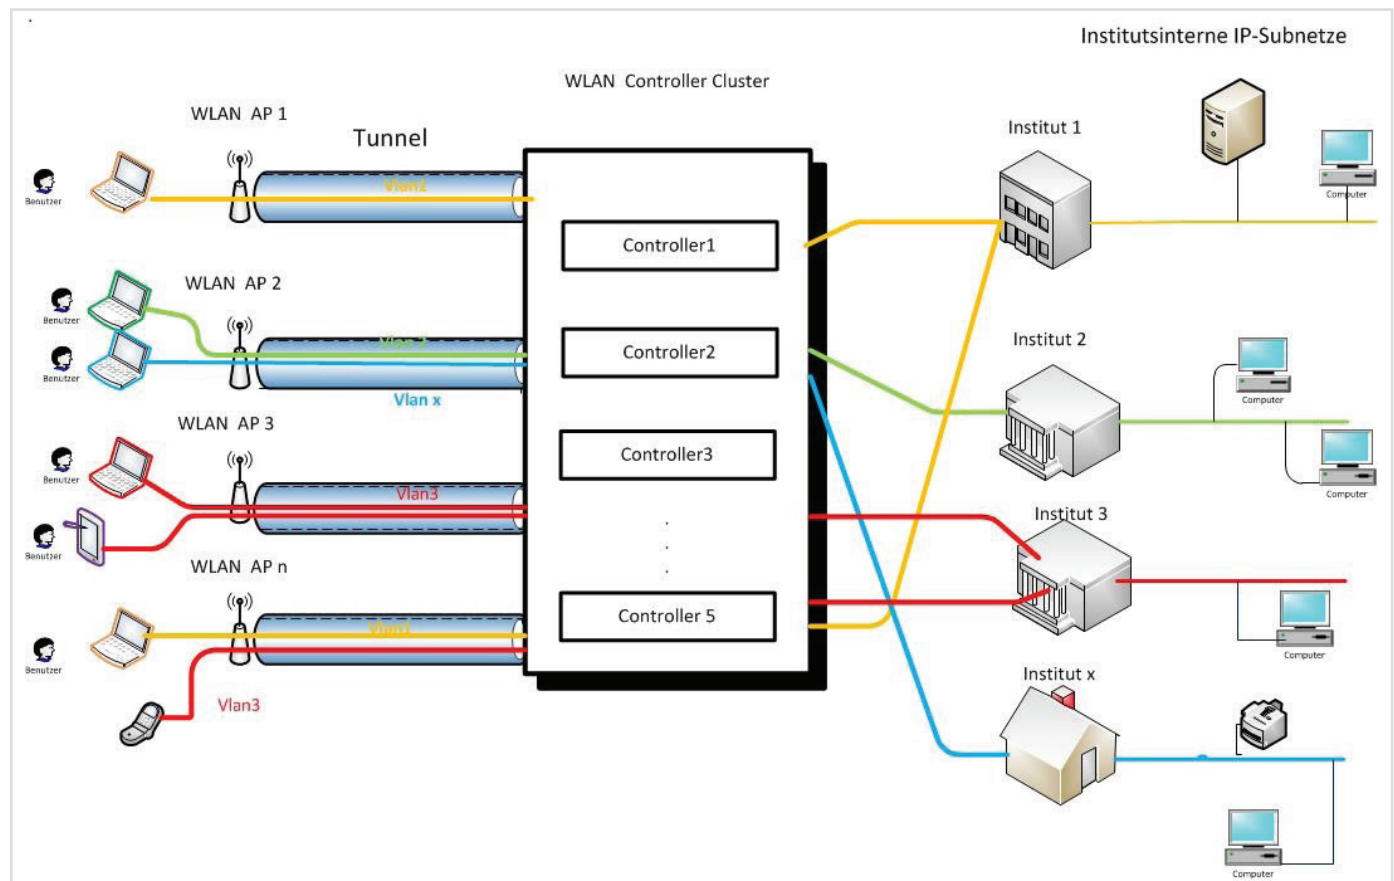 Institutsinterne IP-Subnetze
WLAN Controller Cluster
WLAN AP 1
Tunnel
Institut 1
Benutzer
Computer
Controller1
WLAN AP 2
Benutzer
Benutzer
Vlan x
Controller2
Institut 2
Computer
Computer
WLAN AP 3
Benutzer
Benutzer
Vlan3
Controller3
.
.
.
Institut 3
Computer
WLAN AP n
Benutzer
Vlan3
Controller 5
Institut x
Computer